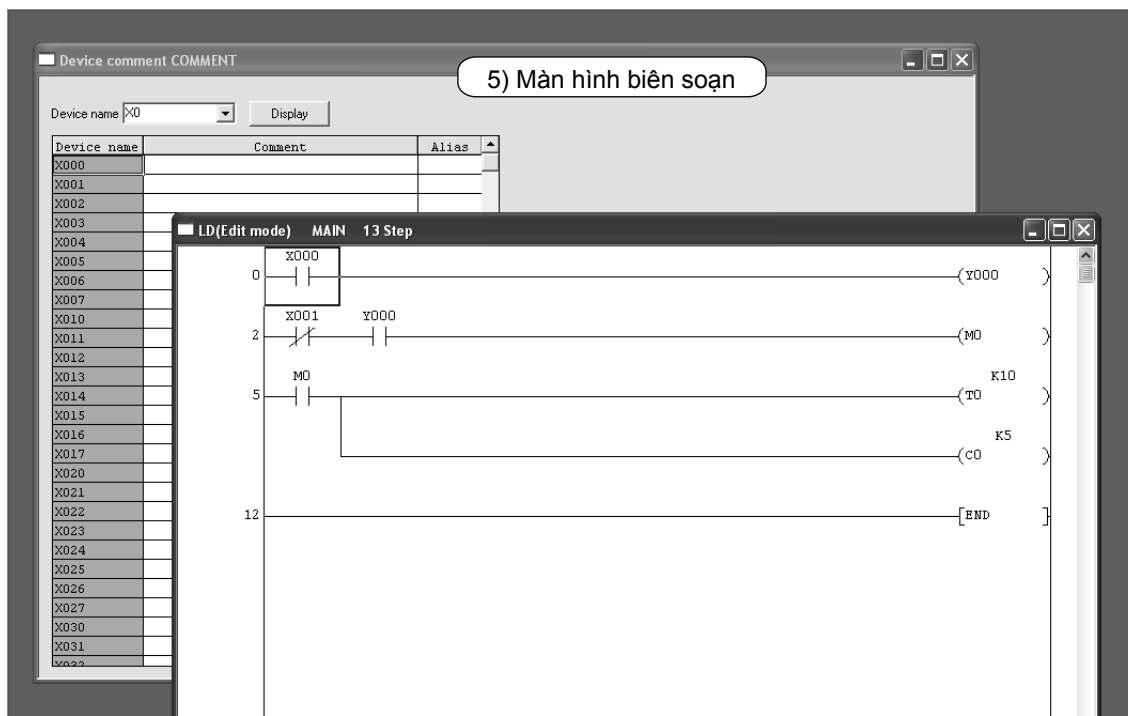 Device comment COMMENT
5) Màn hình biên soạn
Device name X0 Display
Device name Comment Alias
X000
X001
X002
X003
X004
X005
X006
X007
X010
X011
X012
X013
X014
X015
X016
X017
X020
X021
X022
X023
X024
X025
X026
X027
X030
X031
X032
LD(Edit mode) MAIN 13 Step
X000
0 (Y000 )
X001 Y000
2 (M0 )
M0 K10
5 (T0 )
K5
(C0 )
12 [END ]